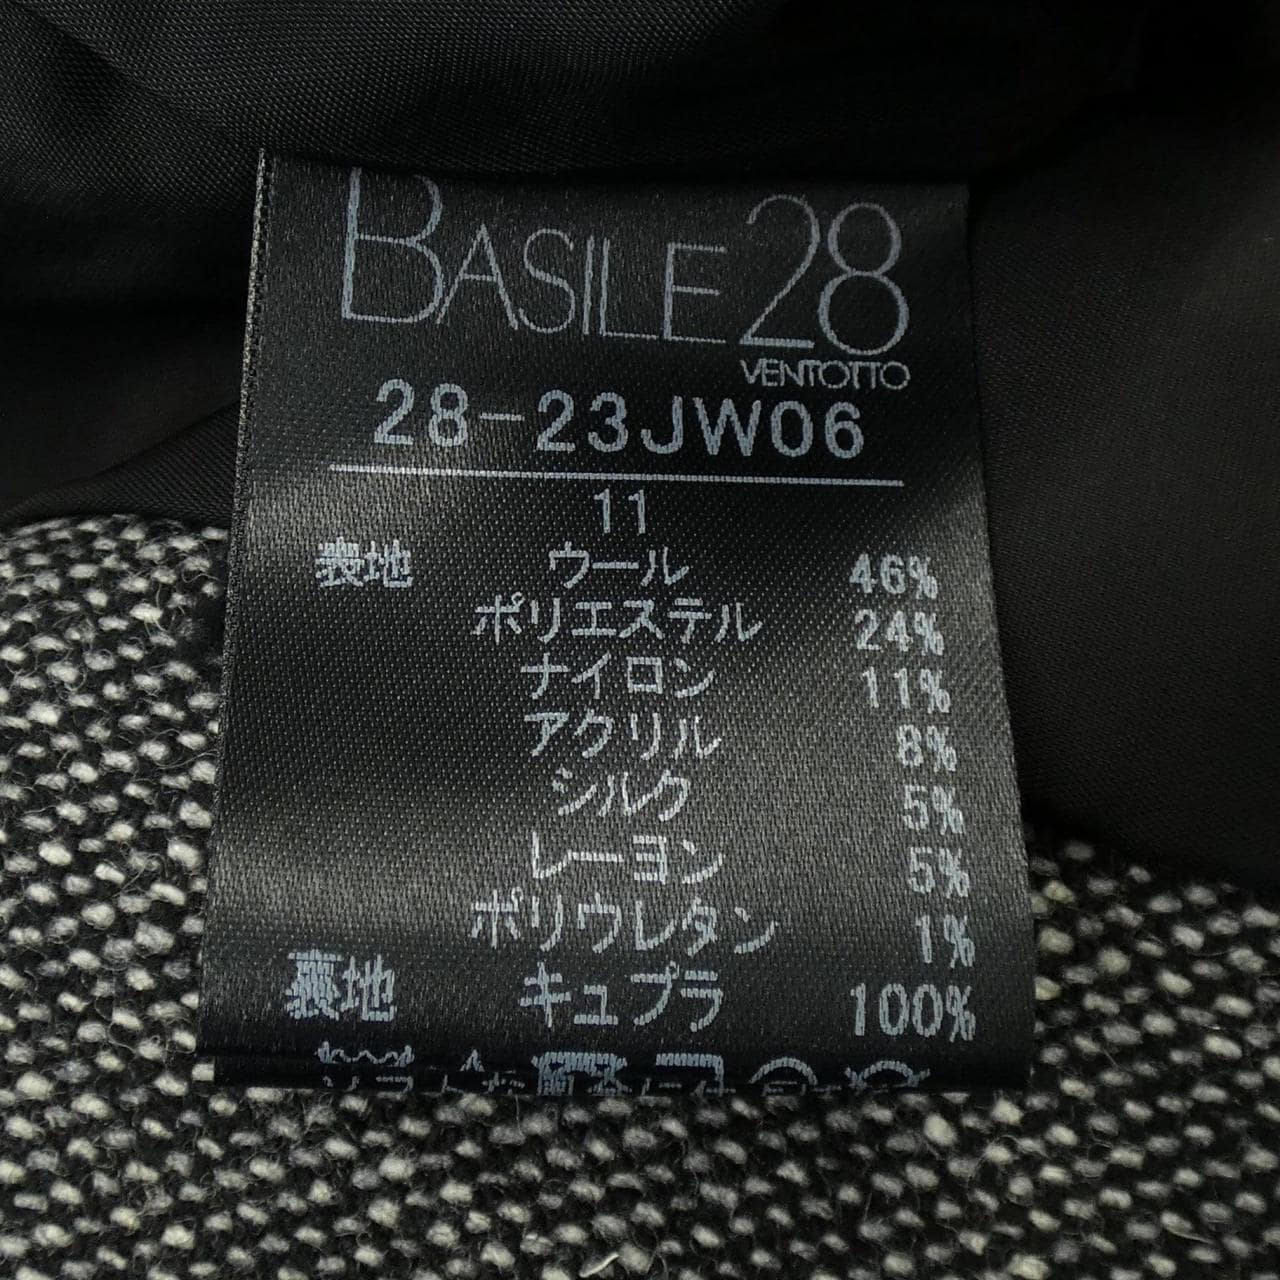 BASILE28
VENTOTTO
28-23JW06
11
表地 ウール 46%
ポリエステル 24%
ナイロン 11%
アクリル 8%
シルク 5%
レーヨン 5%
ポリウレタン 1%
裏地 キュプラ 100%